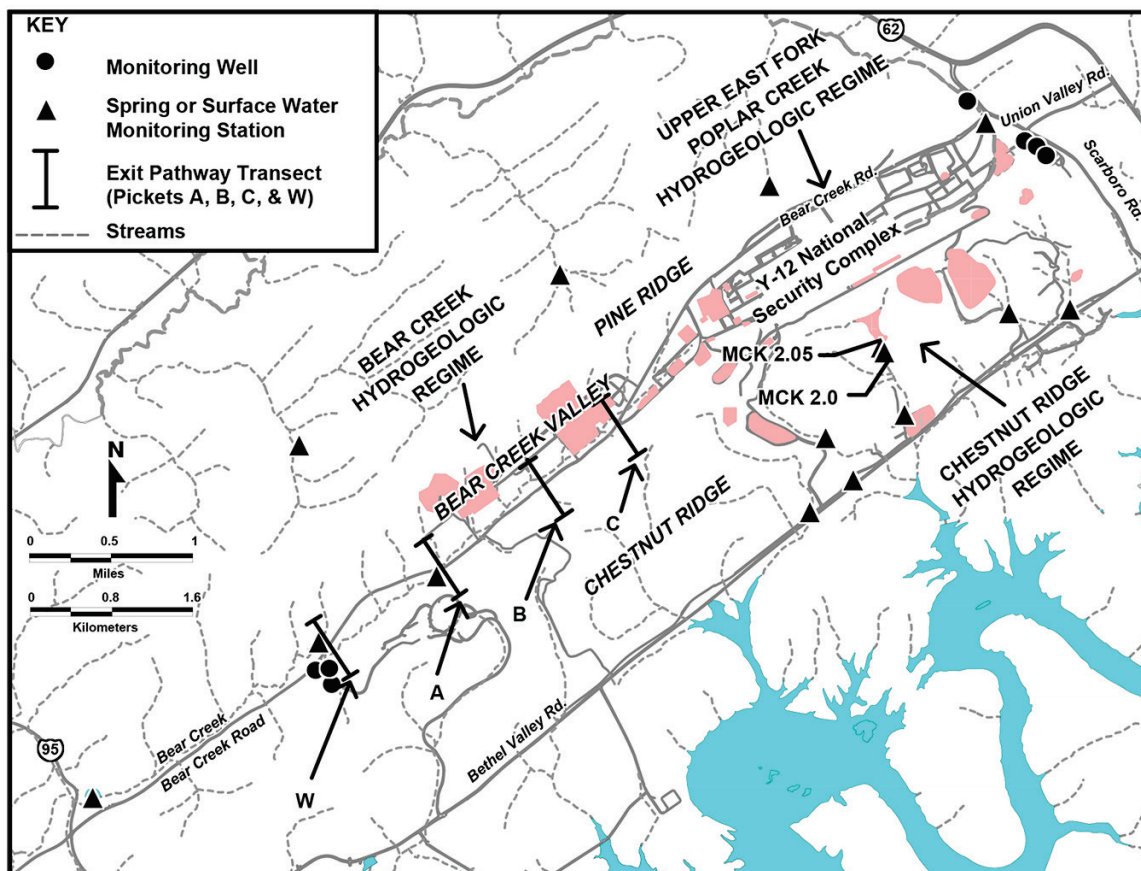 KEY
Monitoring Well
Spring or Surface Water
Monitoring Station
Exit Pathway Transect
(Pickets A, B, C, & W)
Streams
62
UPPER EAST FORK
POPLAR CREEK
HYDROGEOLOGIC REGIME
Union Valley Rd.
Scarboro Rd.
Bear Creek Rd.
Y-12 National
Security Complex
PINE RIDGE
BEAR CREEK
HYDROGEOLOGIC
REGIME
MCK 2.05
MCK 2.0
BEAR CREEK VALLEY
CHESTNUT RIDGE
HYDROGEOLOGIC
REGIME
N
0 0.5 1
Miles
0 0.8 1.6
Kilometers
C
CHESTNUT RIDGE
B
A
Bethel Valley Rd.
Bear Creek
Bear Creek Road
95
W